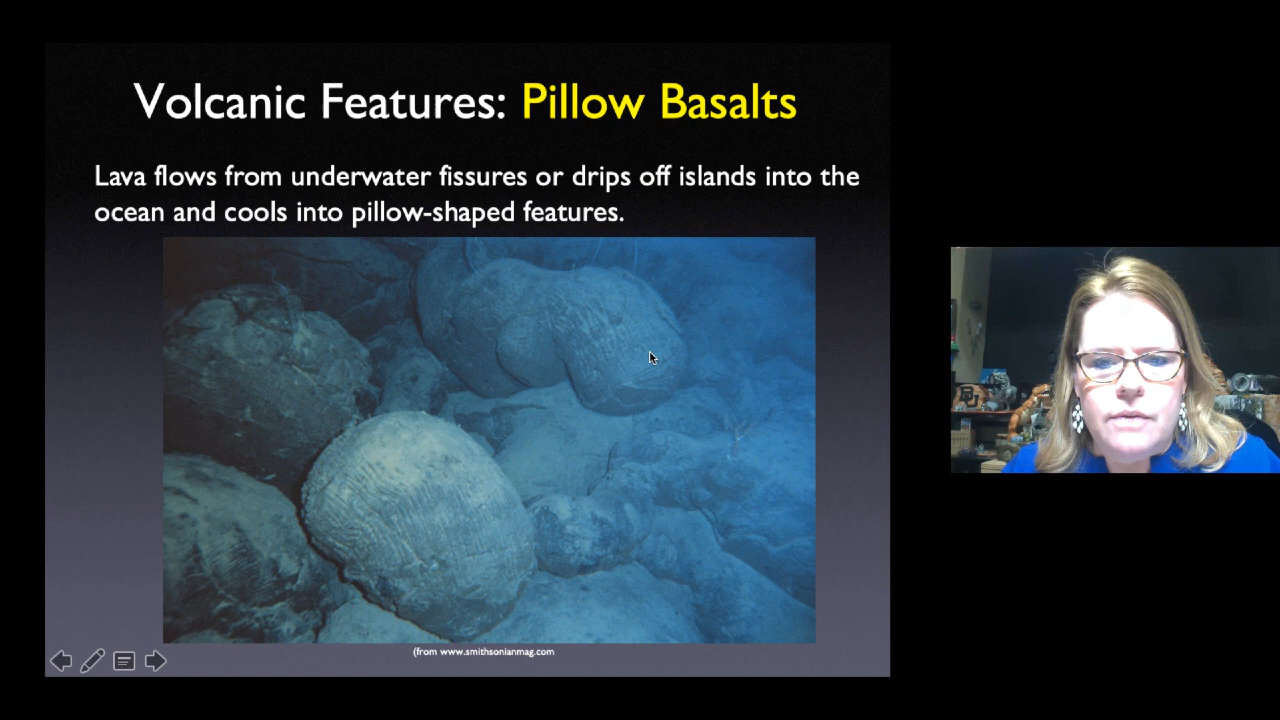 Volcanic Features: Pillow Basalts
Lava flows from underwater fissures or drips off islands into the
ocean and cools into pillow-shaped features.
(from www.smithsonianmag.com